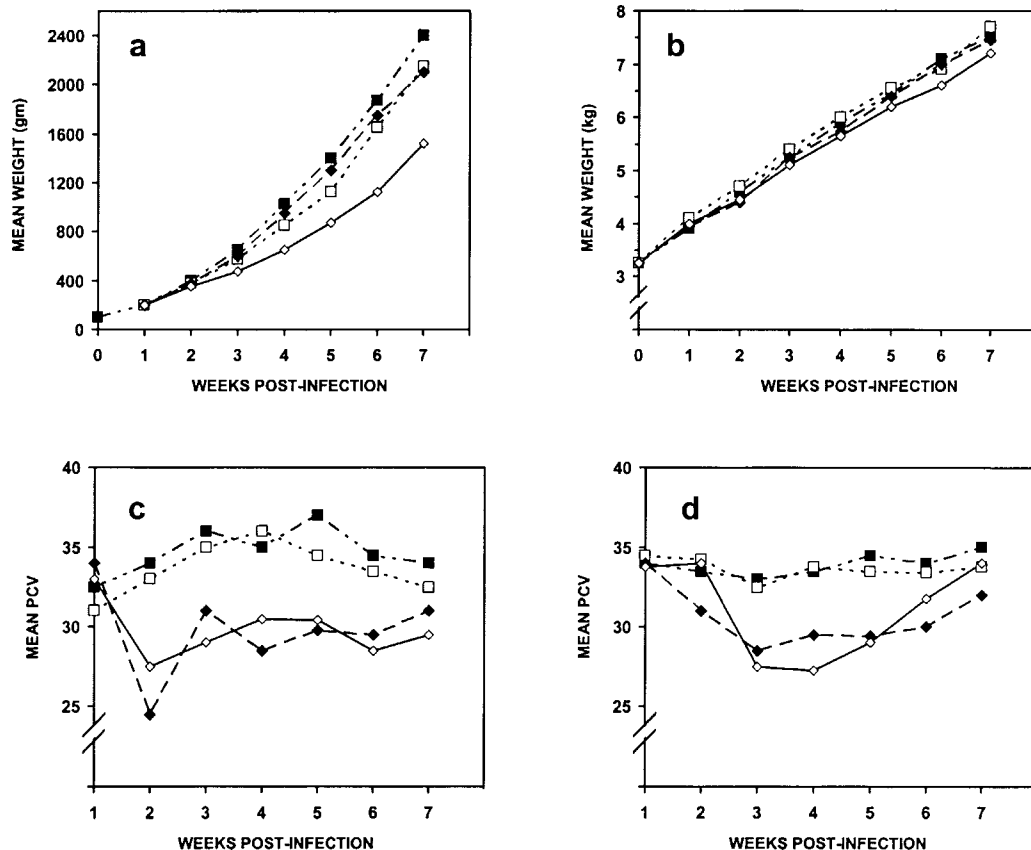 a
MEAN WEIGHT (gm)
2400
2000
1600
1200
800
400
0
0 1 2 3 4 5 6 7
WEEKS POST-INFECTION
b
MEAN WEIGHT (kg)
8
7
6
5
4
3
0 1 2 3 4 5 6 7
WEEKS POST-INFECTION
c
MEAN PCV
40
35
30
25
1 2 3 4 5 6 7
WEEKS POST-INFECTION
d
MEAN PCV
40
35
30
25
1 2 3 4 5 6 7
WEEKS POST-INFECTION